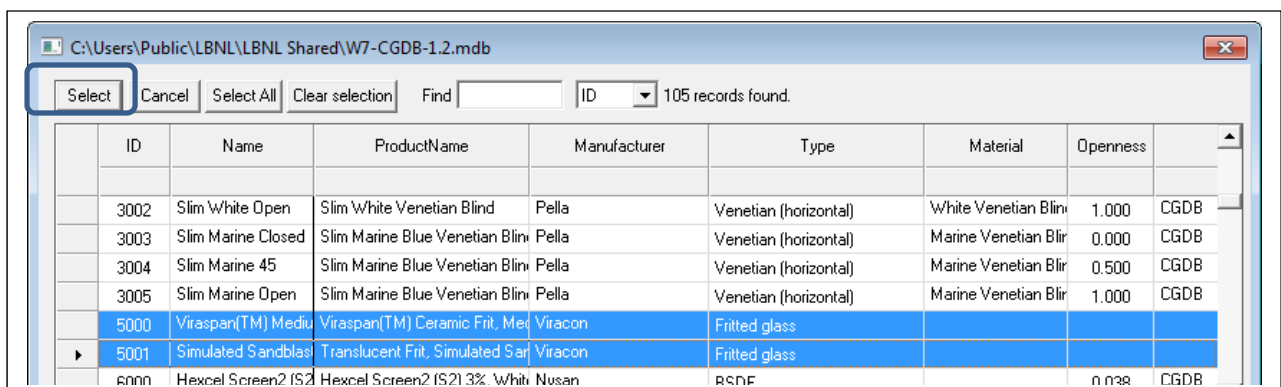 C:\Users\Public\LBNL\LBNL Shared\W7-CGDB-1.2.mdb
Select Cancel Select All Clear selection Find ID 105 records found.
ID Name ProductName Manufacturer Type Material Openness
3002 Slim White Open Slim White Venetian Blind Pella Venetian (horizontal) White Venetian Blin 1.000 CGDB
3003 Slim Marine Closed Slim Marine Blue Venetian Blin Pella Venetian (horizontal) Marine Venetian Blir 0.000 CGDB
3004 Slim Marine 45 Slim Marine Blue Venetian Blin Pella Venetian (horizontal) Marine Venetian Blir 0.500 CGDB
3005 Slim Marine Open Slim Marine Blue Venetian Blin Pella Venetian (horizontal) Marine Venetian Blir 1.000 CGDB
5000 Viraspan(TM) Mediu Viraspan(TM) Ceramic Frit, Med Viracon Fritted glass
5001 Simulated Sandblast Translucent Frit, Simulated San Viracon Fritted glass
6000 Hexcel Screen2 (S2 Hexcel Screen2 (S2) 3%, Whit Nysan BSDF 0.038 CGDB